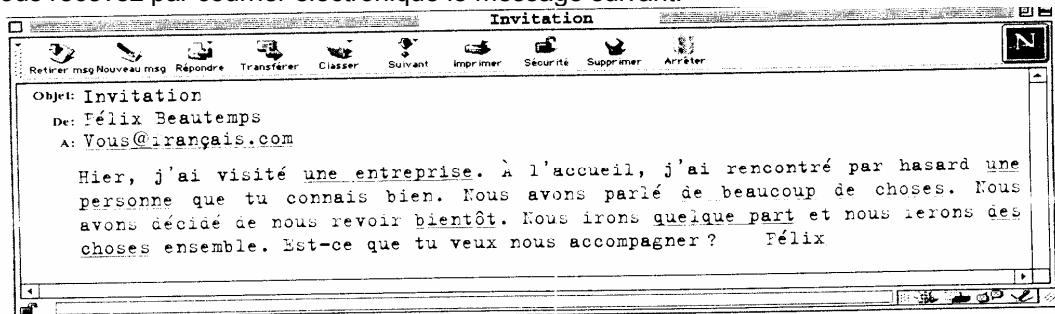 ous recevez par courrier électronique le message suivant.
Invitation
Retirer msg Nouveau msg Répondre Transférer Classer Suivant Imprimer Sécurité Supprimer Arrêter
N
Objet: Invitation
De: Félix Beautemps
A: Vous@français.com
Hier, j'ai visité une entreprise. À l'accueil, j'ai rencontré par hasard une
personne que tu connais bien. Nous avons parlé de beaucoup de choses. Nous
avons décidé de nous revoir bientôt. Nous irons quelque part et nous ferons des
choses ensemble. Est-ce que tu veux nous accompagner ? Félix